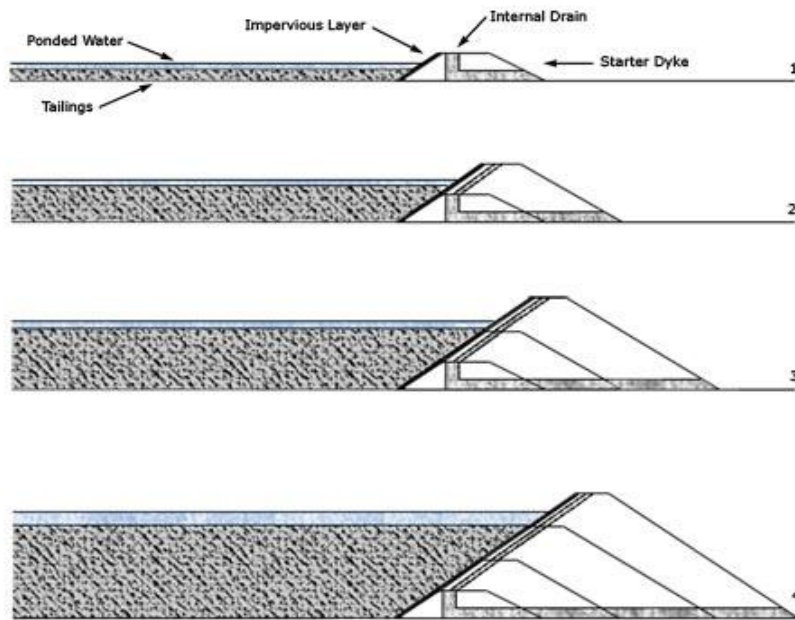 Internal Drain
Impervious Layer
Ponded Water
Starter Dyke
1
Tailings
2
3
4